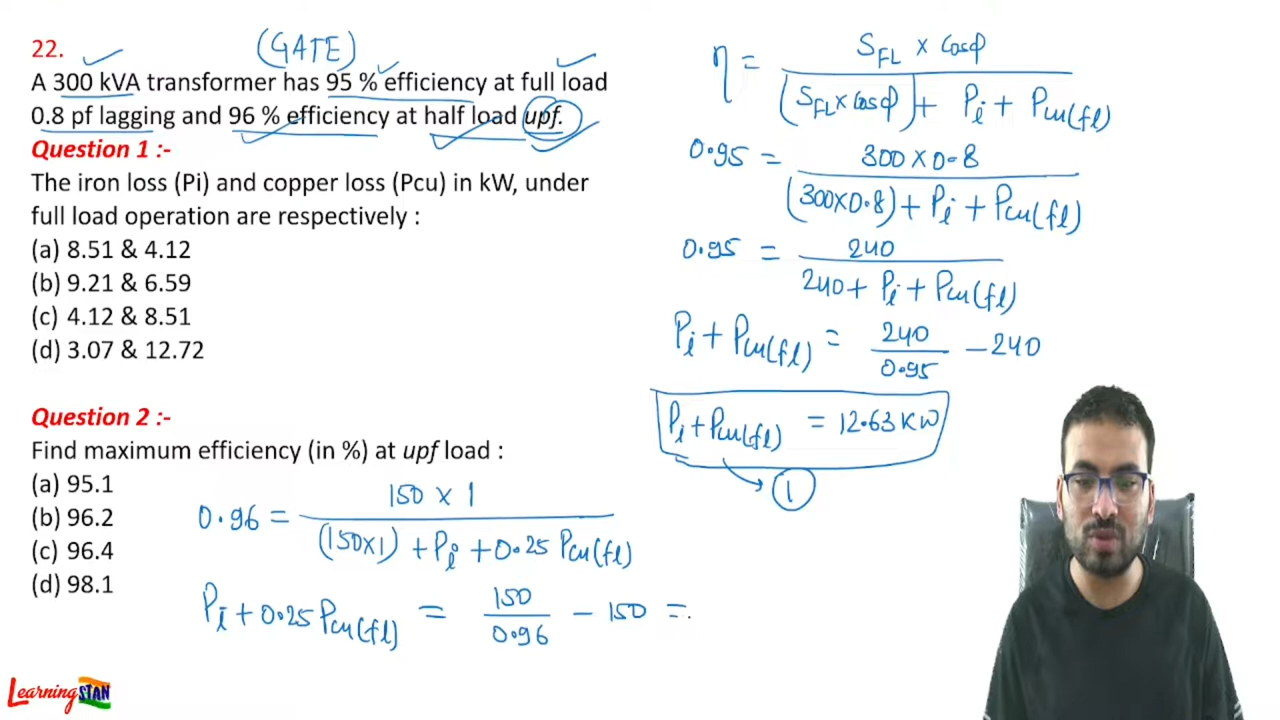 22.
(GATE)
A 300 kVA transformer has 95 % efficiency at full load
0.8 pf lagging and 96 % efficiency at half load upf.
Question 1 :-
The iron loss (Pi) and copper loss (Pcu) in kW, under
full load operation are respectively :
(a) 8.51 & 4.12
(b) 9.21 & 6.59
(c) 4.12 & 8.51
(d) 3.07 & 12.72
Question 2 :-
Find maximum efficiency (in %) at upf load :
(a) 95.1
(b) 96.2
(c) 96.4
(d) 98.1
0.96 = 150 × 1 / (150×1) + Pi + 0.25 Pcu(fl)
Pi + 0.25 Pcu(fl) = 150 / 0.96 − 150 =
η = SFL × cosφ / (SFL × cosφ) + Pi + Pcu(fl)
0.95 = 300 × 0.8 / (300×0.8) + Pi + Pcu(fl)
0.95 = 240 / 240 + Pi + Pcu(fl)
Pi + Pcu(fl) = 240 / 0.95 − 240
Pi + Pcu(fl) = 12.63 KW
1
Learning STAN